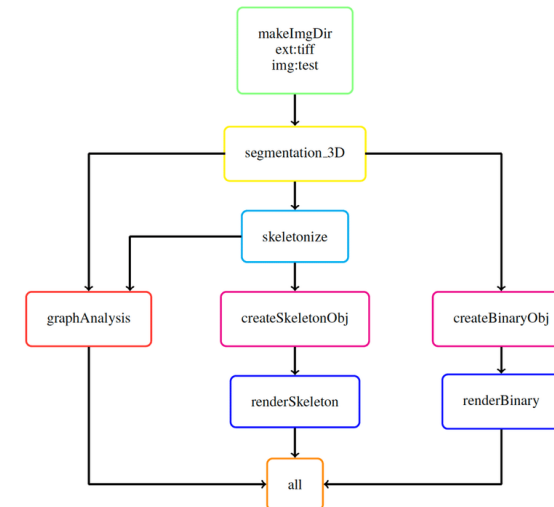 makeImgDir
ext:tiff
img:test
segmentation_3D
skeletonize
graphAnalysis
createSkeletonObj
createBinaryObj
renderSkeleton
renderBinary
all